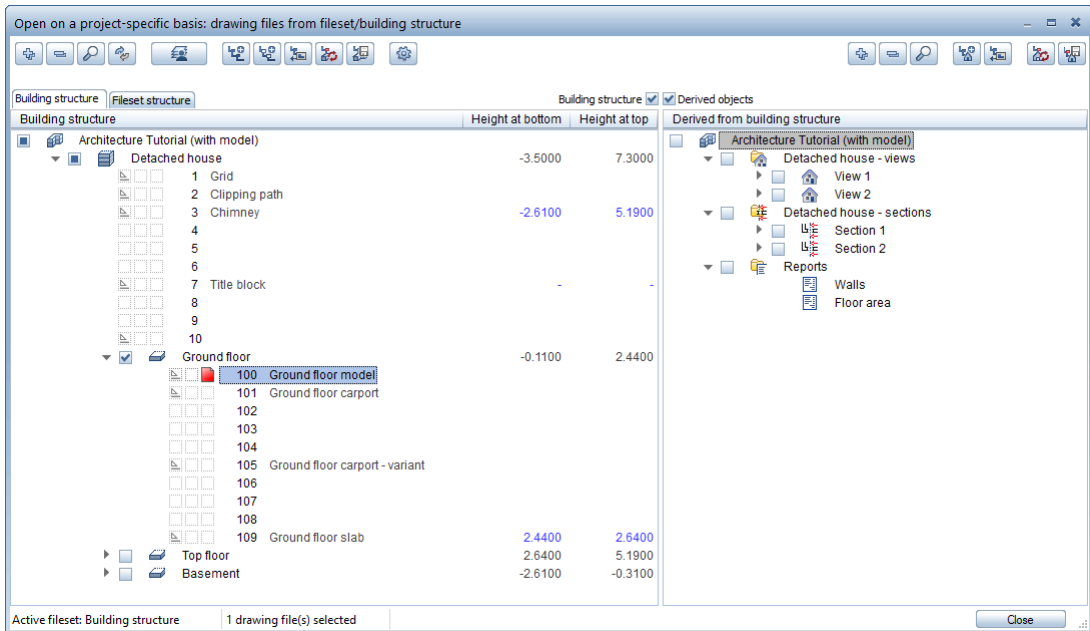 Open on a project-specific basis: drawing files from fileset/building structure
Building structure Fileset structure Building structure Derived objects
Building structure Height at bottom Height at top Derived from building structure
Architecture Tutorial (with model) Architecture Tutorial (with model)
Detached house -3.5000 7.3000 Detached house - views
1 Grid View 1
2 Clipping path View 2
3 Chimney -2.6100 5.1900 Detached house - sections
4 Section 1
5 Section 2
6 Reports
7 Title block - - Walls
8 Floor area
9
10
Ground floor -0.1100 2.4400
100 Ground floor model
101 Ground floor carport
102
103
104
105 Ground floor carport - variant
106
107
108
109 Ground floor slab 2.4400 2.6400
Top floor 2.6400 5.1900
Basement -2.6100 -0.3100
Active fileset: Building structure 1 drawing file(s) selected Close